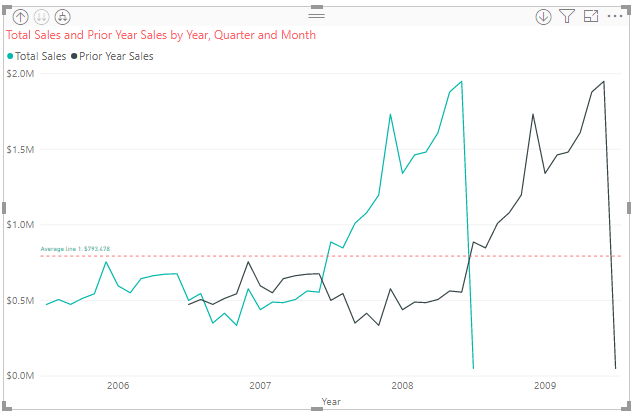 Total Sales and Prior Year Sales by Year, Quarter and Month
Total Sales Prior Year Sales
$2.0M
$1.5M
$1.0M
Average line 1: $793,478
$0.5M
$0.0M
2006 2007 2008 2009
Year